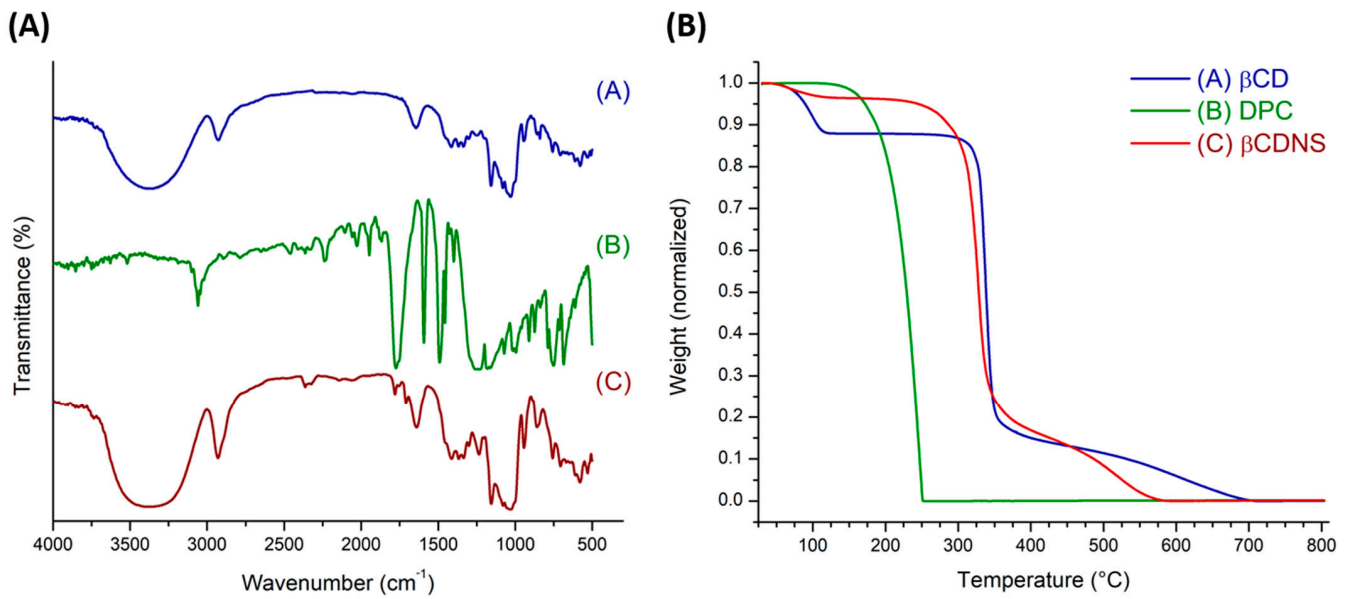 (A)
Transmittance (%)
(A)
(B)
(C)
4000 3500 3000 2500 2000 1500 1000 500
Wavenumber (cm⁻¹)
(B)
Weight (normalized)
1.0
0.9
0.8
0.7
0.6
0.5
0.4
0.3
0.2
0.1
0.0
(A) βCD
(B) DPC
(C) βCDNS
100 200 300 400 500 600 700 800
Temperature (°C)